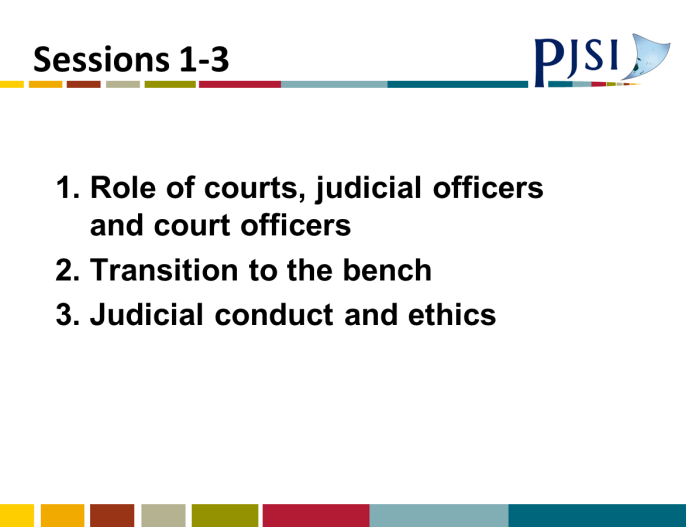 Sessions 1-3
PJSI
1. Role of courts, judicial officers
and court officers
2. Transition to the bench
3. Judicial conduct and ethics